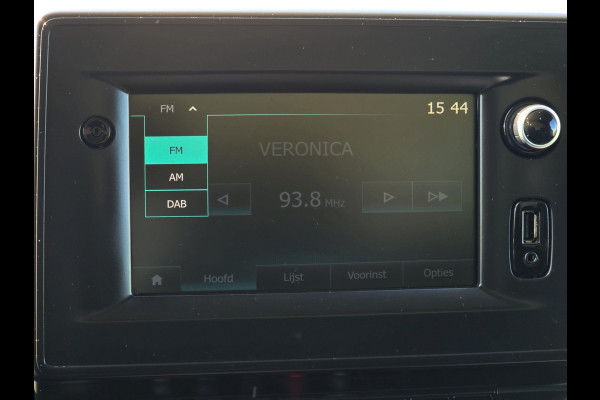 FM
15 44
FM
VERONICA
AM
93.8 MHz
DAB
Hoofd Lijst Voorinst Opties